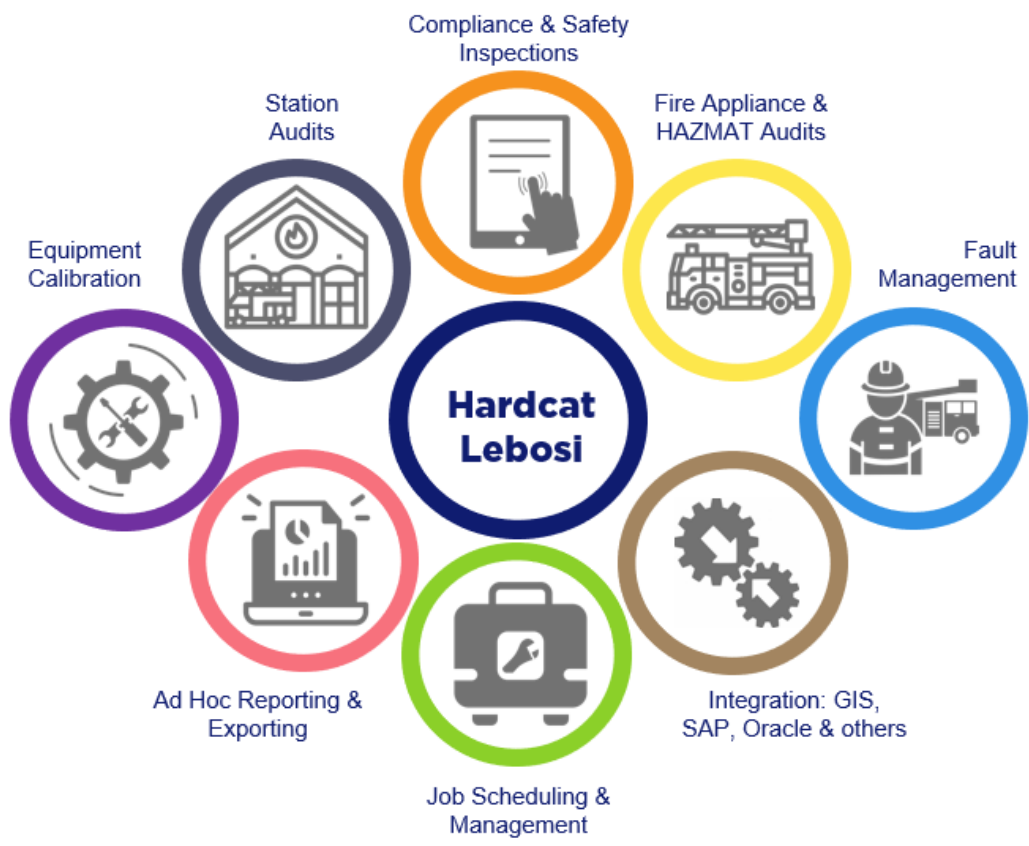 Compliance & Safety
Inspections
Station
Audits
Fire Appliance &
HAZMAT Audits
Equipment
Calibration
Fault
Management
Hardcat
Lebosi
Ad Hoc Reporting &
Exporting
Integration: GIS,
SAP, Oracle & others
Job Scheduling &
Management